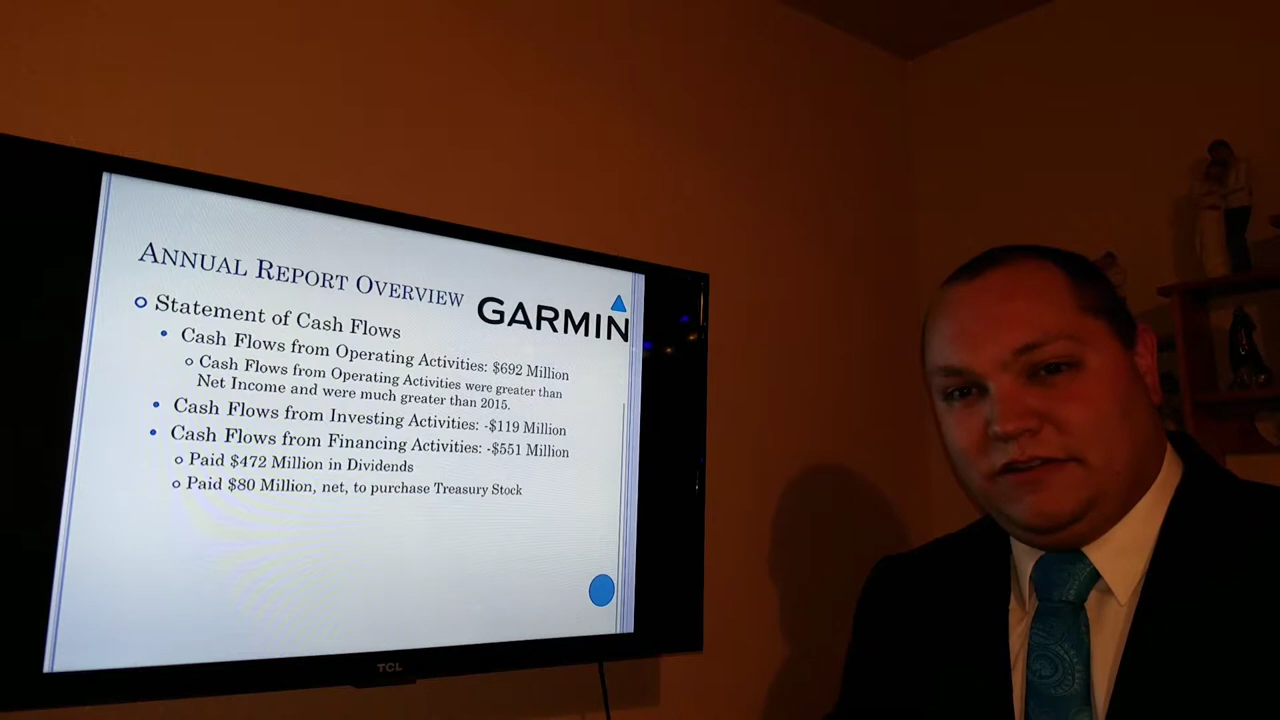 ANNUAL REPORT OVERVIEW
GARMIN
Statement of Cash Flows
Cash Flows from Operating Activities: $692 Million
Cash Flows from Operating Activities were greater than
Net Income and were much greater than 2015.
Cash Flows from Investing Activities: -$119 Million
Cash Flows from Financing Activities: -$551 Million
Paid $472 Million in Dividends
Paid $80 Million, net, to purchase Treasury Stock
TCL